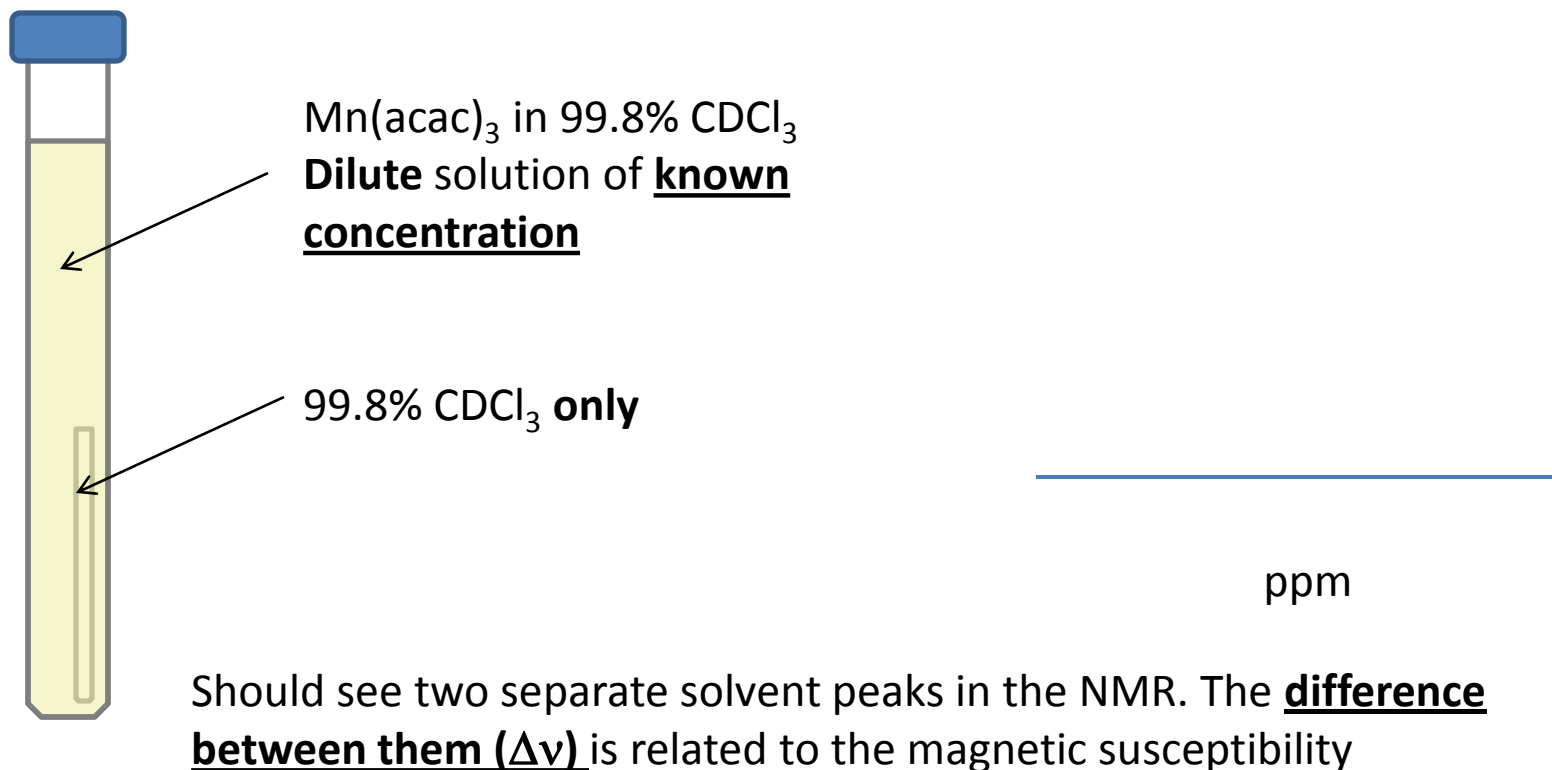 Mn(acac)₃ in 99.8% CDCl₃
Dilute solution of known
concentration
99.8% CDCl₃ only
ppm
Should see two separate solvent peaks in the NMR. The difference
between them (Δν) is related to the magnetic susceptibility